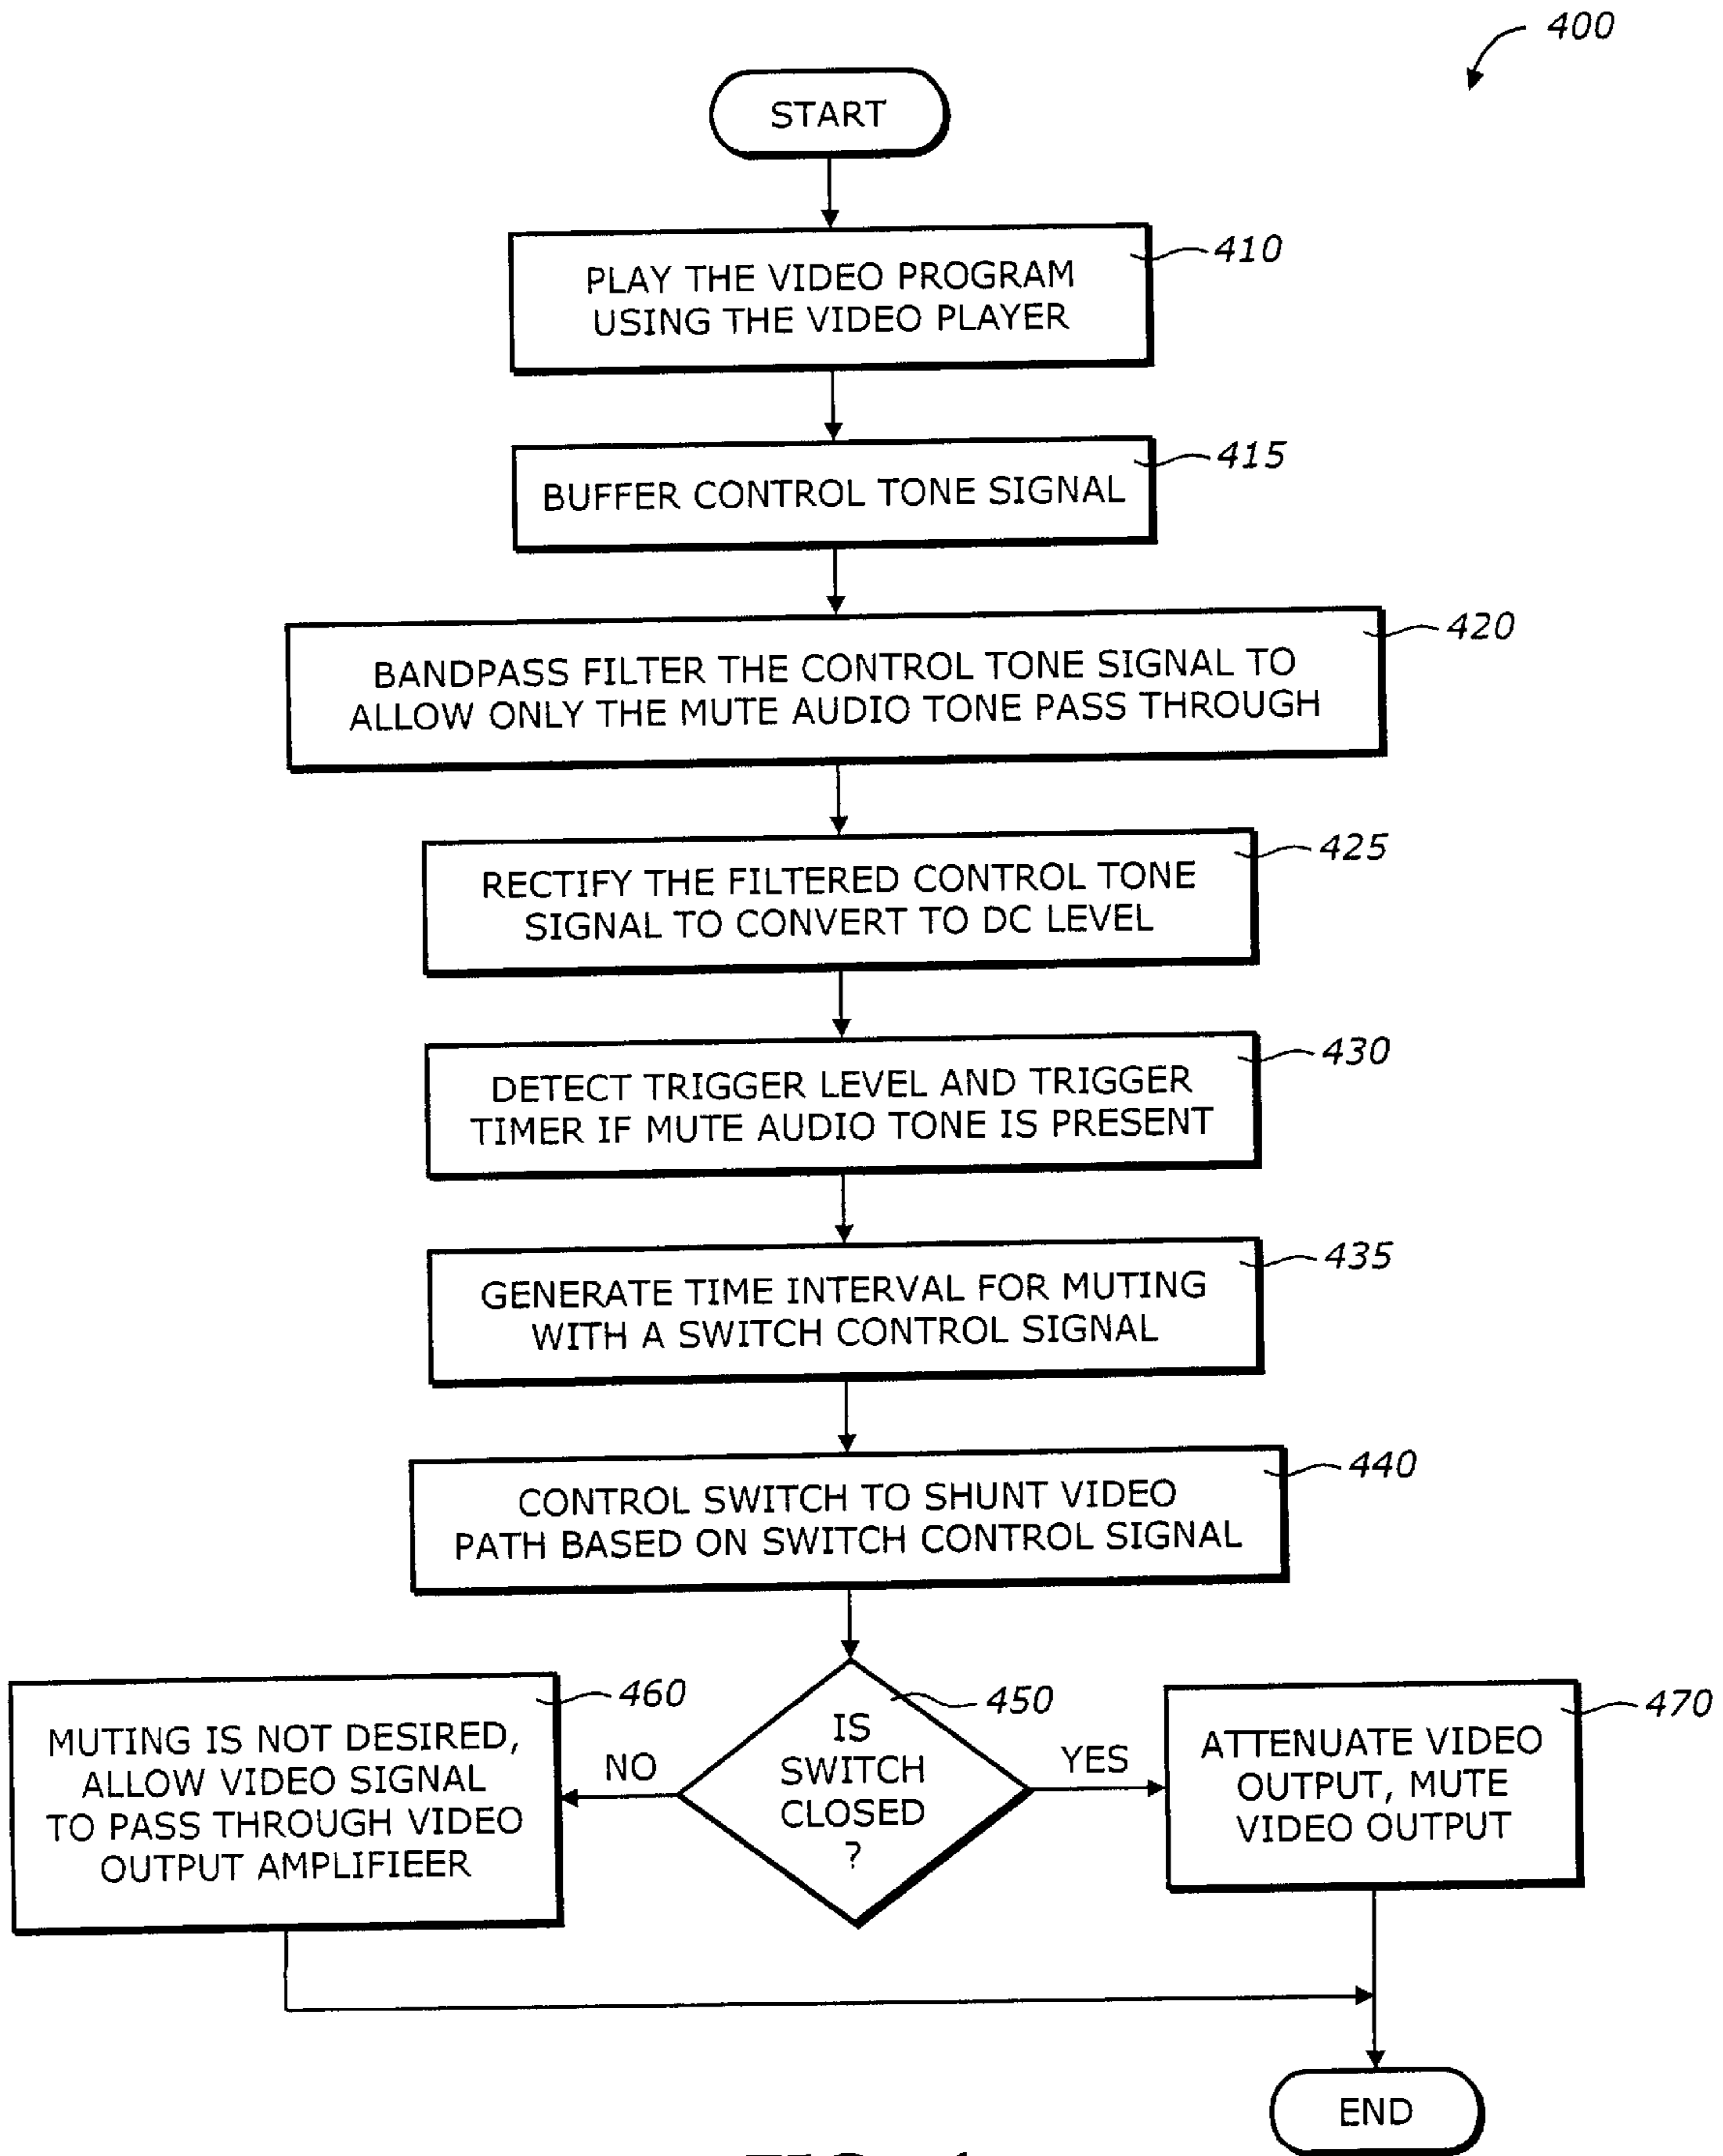 400
START
PLAY THE VIDEO PROGRAM
USING THE VIDEO PLAYER
410
BUFFER CONTROL TONE SIGNAL
415
BANDPASS FILTER THE CONTROL TONE SIGNAL TO
ALLOW ONLY THE MUTE AUDIO TONE PASS THROUGH
420
RECTIFY THE FILTERED CONTROL TONE
SIGNAL TO CONVERT TO DC LEVEL
425
DETECT TRIGGER LEVEL AND TRIGGER
TIMER IF MUTE AUDIO TONE IS PRESENT
430
GENERATE TIME INTERVAL FOR MUTING
WITH A SWITCH CONTROL SIGNAL
435
CONTROL SWITCH TO SHUNT VIDEO
PATH BASED ON SWITCH CONTROL SIGNAL
440
MUTING IS NOT DESIRED,
ALLOW VIDEO SIGNAL
TO PASS THROUGH VIDEO
OUTPUT AMPLIFIEER
460
NO
IS
SWITCH
CLOSED
?
450
YES
ATTENUATE VIDEO
OUTPUT, MUTE
VIDEO OUTPUT
470
END